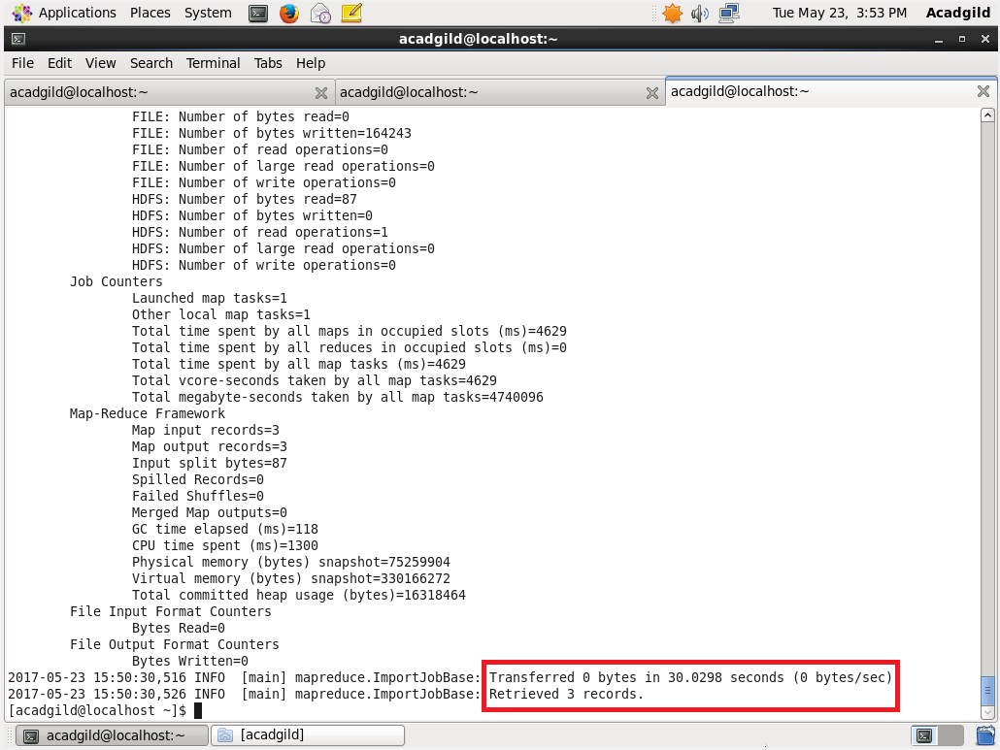 Applications Places System Tue May 23, 3:53 PM Acadgild
acadgild@localhost:~
File Edit View Search Terminal Tabs Help
acadgild@localhost:~ acadgild@localhost:~ acadgild@localhost:~
FILE: Number of bytes read=0
FILE: Number of bytes written=164243
FILE: Number of read operations=0
FILE: Number of large read operations=0
FILE: Number of write operations=0
HDFS: Number of bytes read=87
HDFS: Number of bytes written=0
HDFS: Number of read operations=1
HDFS: Number of large read operations=0
HDFS: Number of write operations=0
Job Counters
Launched map tasks=1
Other local map tasks=1
Total time spent by all maps in occupied slots (ms)=4629
Total time spent by all reduces in occupied slots (ms)=0
Total time spent by all map tasks (ms)=4629
Total vcore-seconds taken by all map tasks=4629
Total megabyte-seconds taken by all map tasks=4740096
Map-Reduce Framework
Map input records=3
Map output records=3
Input split bytes=87
Spilled Records=0
Failed Shuffles=0
Merged Map outputs=0
GC time elapsed (ms)=118
CPU time spent (ms)=1300
Physical memory (bytes) snapshot=75259904
Virtual memory (bytes) snapshot=330166272
Total committed heap usage (bytes)=16318464
File Input Format Counters
Bytes Read=0
File Output Format Counters
Bytes Written=0
2017-05-23 15:50:30,516 INFO  [main] mapreduce.ImportJobBase: Transferred 0 bytes in 30.0298 seconds (0 bytes/sec)
2017-05-23 15:50:30,526 INFO  [main] mapreduce.ImportJobBase: Retrieved 3 records.
[acadgild@localhost ~]$
acadgild@localhost:~ [acadgild]